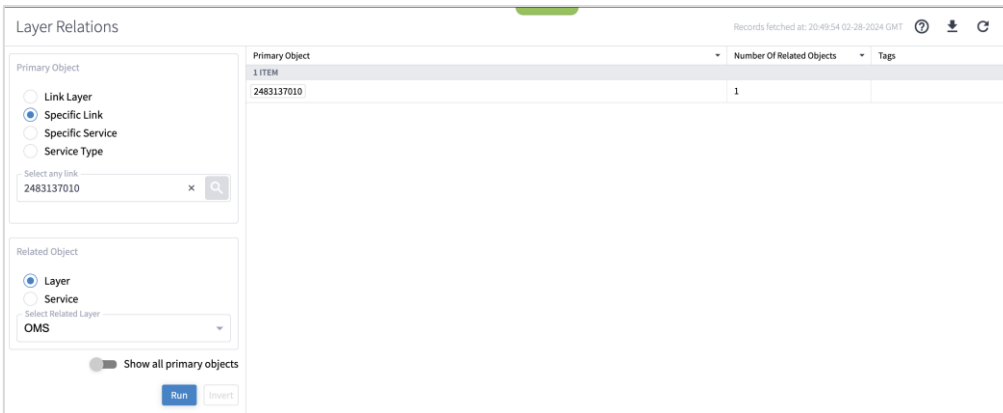 Layer Relations
Records fetched at: 20:49:54 02-28-2024 GMT
Primary Object
Link Layer
Specific Link
Specific Service
Service Type
Select any link
2483137010
Related Object
Layer
Service
Select Related Layer
OMS
Show all primary objects
Run Invert
Primary Object Number Of Related Objects Tags
1 ITEM
2483137010 1